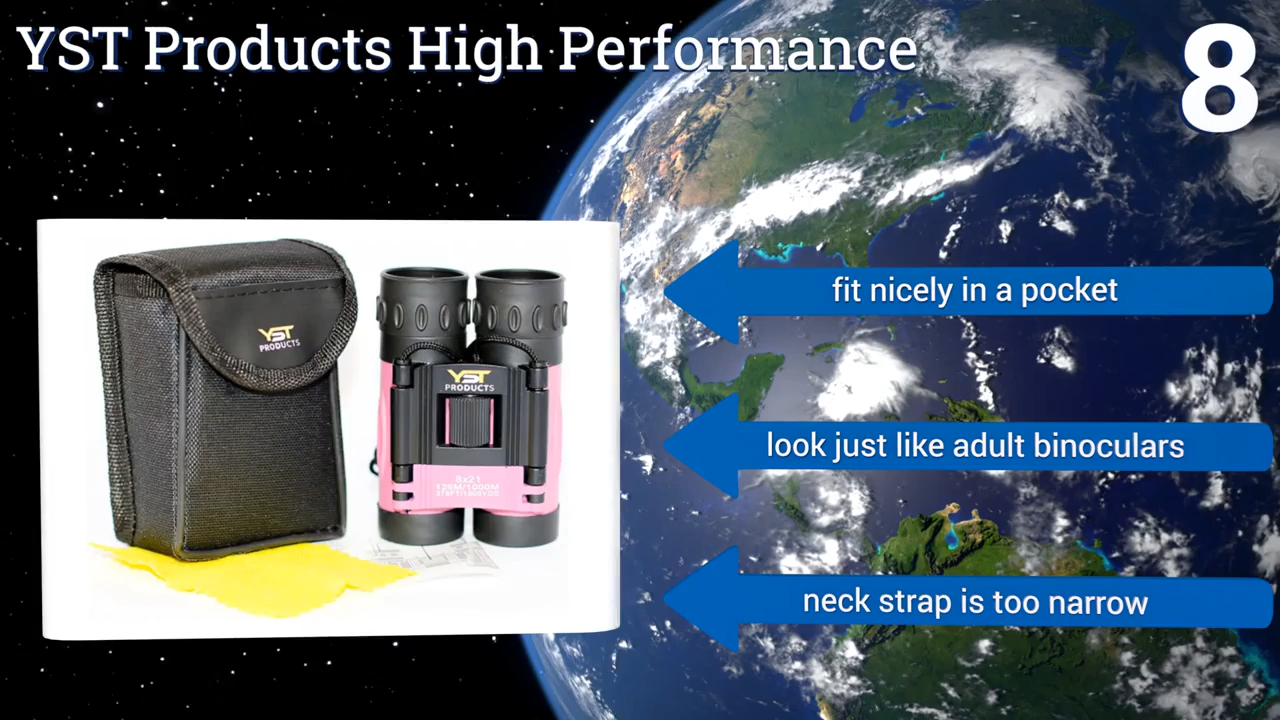 YST Products High Performance
8
fit nicely in a pocket
look just like adult binoculars
neck strap is too narrow
YST
PRODUCTS
YST
PRODUCTS
8x21